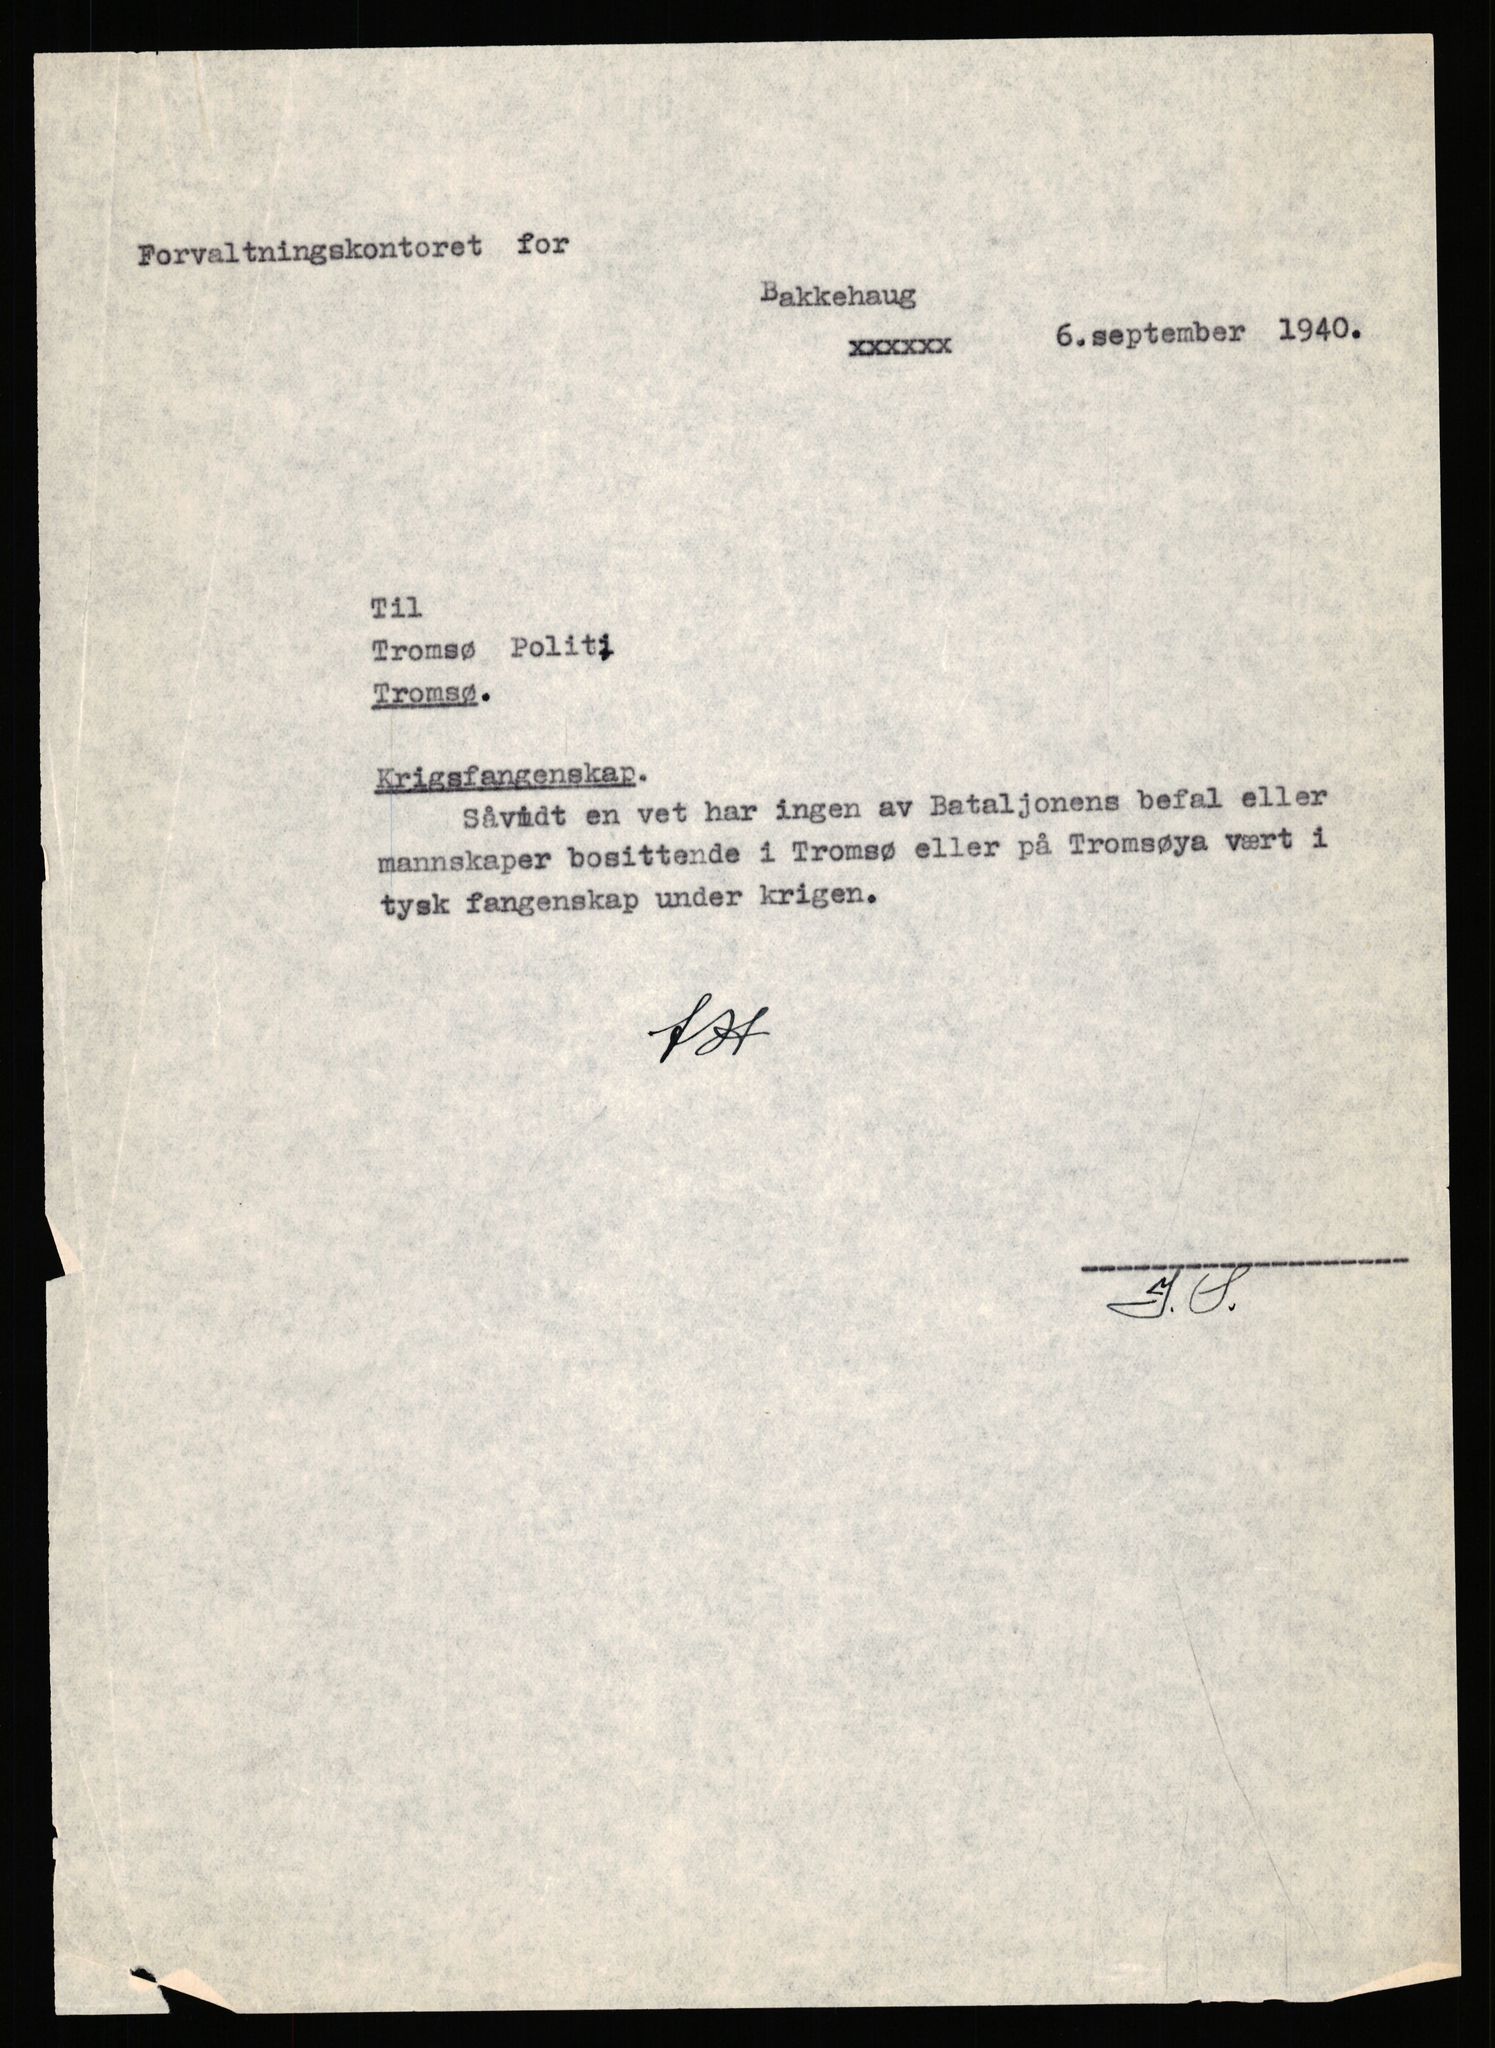 Forvaltningskontoret for
Bakkehaug
xxxxxx 6.september 1940.
Til
Tromsø Politi
Tromsø.
Krigsfangenskap.
Såvidt en vet har ingen av Bataljonens befal eller
mannskaper bosittende i Tromsø eller på Tromsøya vært i
tysk fangenskap under krigen.
J. S.